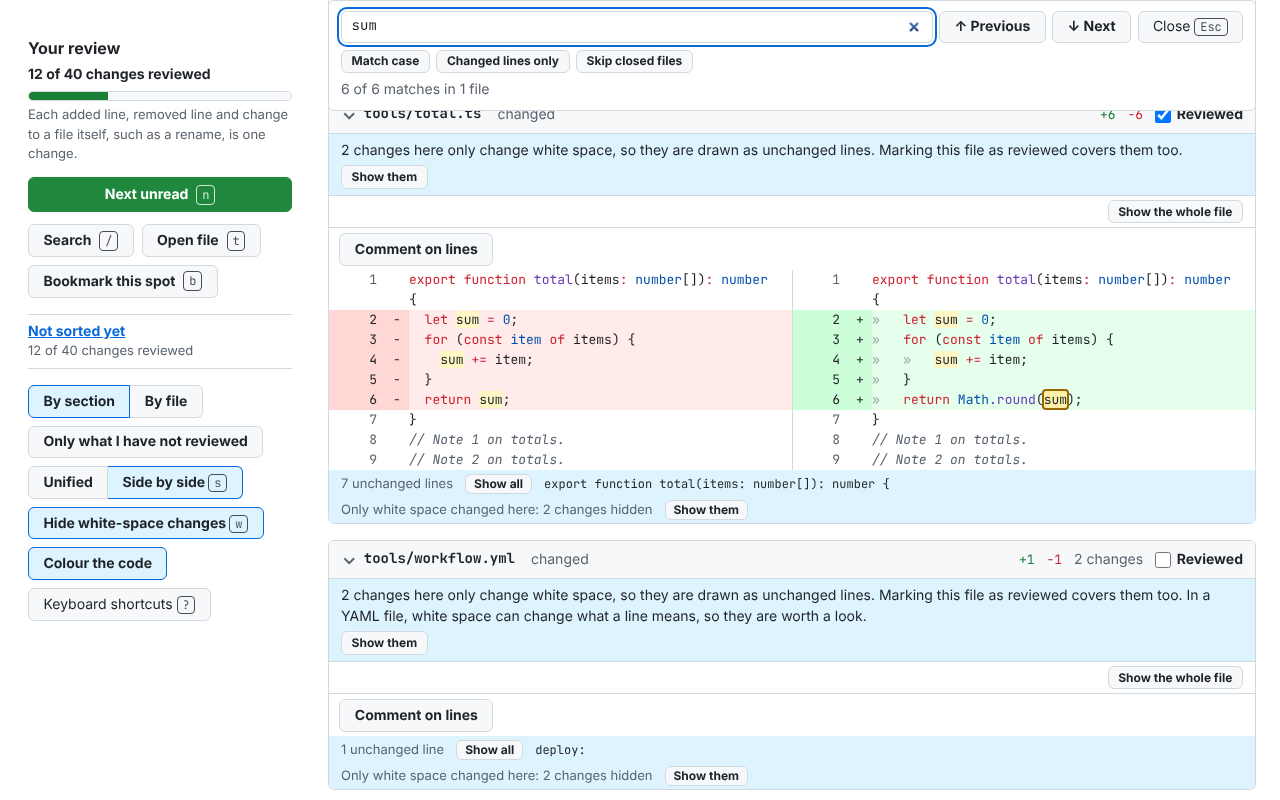 Your review
12 of 40 changes reviewed
Each added line, removed line and change
to a file itself, such as a rename, is one
change.
Next unread n
Search /
Open file t
Bookmark this spot b
Not sorted yet
12 of 40 changes reviewed
By section
By file
Only what I have not reviewed
Unified
Side by side s
Hide white-space changes w
Colour the code
Keyboard shortcuts ?
sum
↑ Previous
↓ Next
Close Esc
Match case
Changed lines only
Skip closed files
6 of 6 matches in 1 file
tools/total.ts changed +6 -6 Reviewed
2 changes here only change white space, so they are drawn as unchanged lines. Marking this file as reviewed covers them too.
Show them
Show the whole file
Comment on lines
1 export function total(items: number[]): number
{
2 - let sum = 0;
3 - for (const item of items) {
4 - sum += item;
5 - }
6 - return sum;
7 }
8 // Note 1 on totals.
9 // Note 2 on totals.
1 export function total(items: number[]): number
{
2 + » let sum = 0;
3 + » for (const item of items) {
4 + » » sum += item;
5 + » }
6 + » return Math.round(sum);
7 }
8 // Note 1 on totals.
9 // Note 2 on totals.
7 unchanged lines Show all export function total(items: number[]): number {
Only white space changed here: 2 changes hidden Show them
tools/workflow.yml changed +1 -1 2 changes Reviewed
2 changes here only change white space, so they are drawn as unchanged lines. Marking this file as reviewed covers them too. In a
YAML file, white space can change what a line means, so they are worth a look.
Show them
Show the whole file
Comment on lines
1 unchanged line Show all deploy:
Only white space changed here: 2 changes hidden Show them